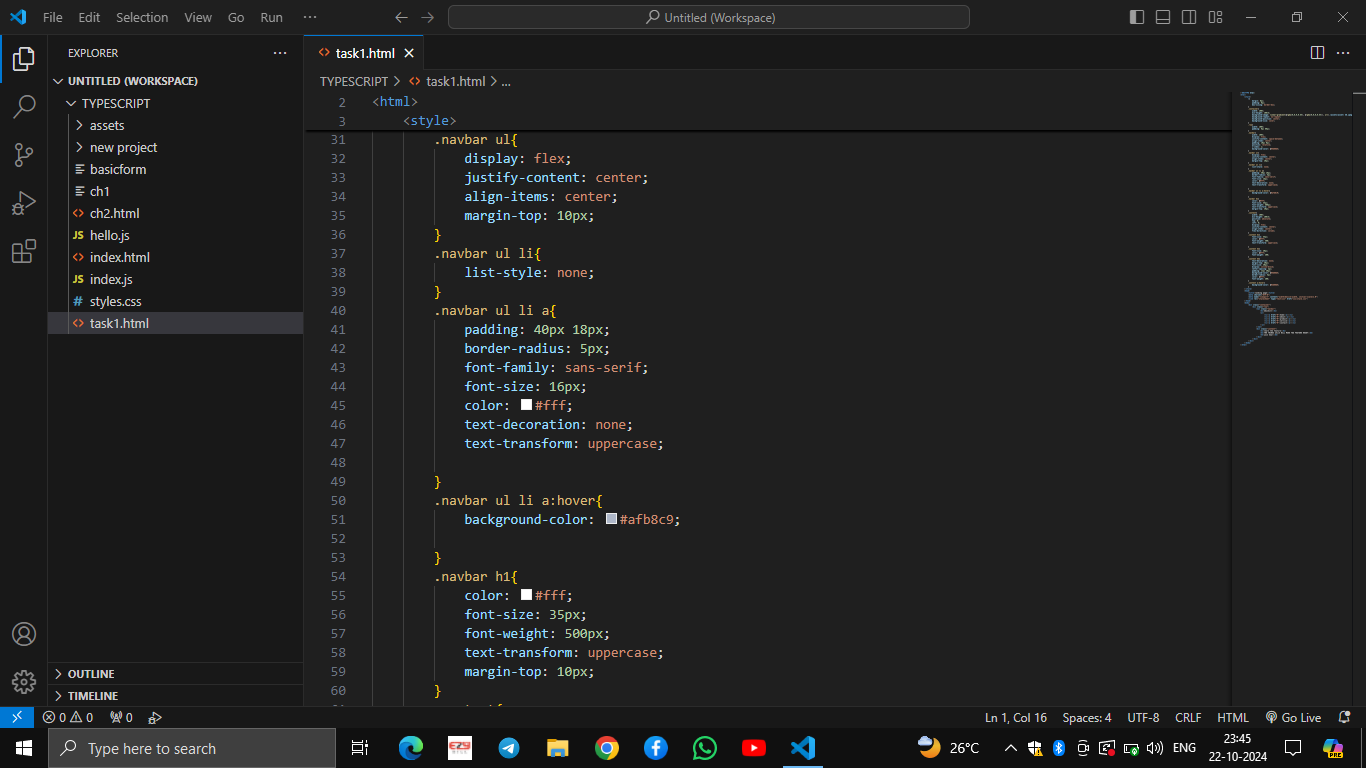 File Edit Selection View Go Run ··· Untitled (Workspace)
EXPLORER ···
UNTITLED (WORKSPACE)
TYPESCRIPT
assets
new project
basicform
ch1
ch2.html
JS hello.js
index.html
JS index.js
# styles.css
task1.html
OUTLINE
TIMELINE
task1.html
TYPESCRIPT > task1.html > ...
2 <html>
3 <style>
31 .navbar ul{
32 display: flex;
33 justify-content: center;
34 align-items: center;
35 margin-top: 10px;
36 }
37 .navbar ul li{
38 list-style: none;
39 }
40 .navbar ul li a{
41 padding: 40px 18px;
42 border-radius: 5px;
43 font-family: sans-serif;
44 font-size: 16px;
45 color: #fff;
46 text-decoration: none;
47 text-transform: uppercase;
48
49 }
50 .navbar ul li a:hover{
51 background-color: #afb8c9;
52
53 }
54 .navbar h1{
55 color: #fff;
56 font-size: 35px;
57 font-weight: 500px;
58 text-transform: uppercase;
59 margin-top: 10px;
60 }
0 0 0 Ln 1, Col 16 Spaces: 4 UTF-8 CRLF HTML Go Live
Type here to search 26°C ENG 23:45
22-10-2024
PRE